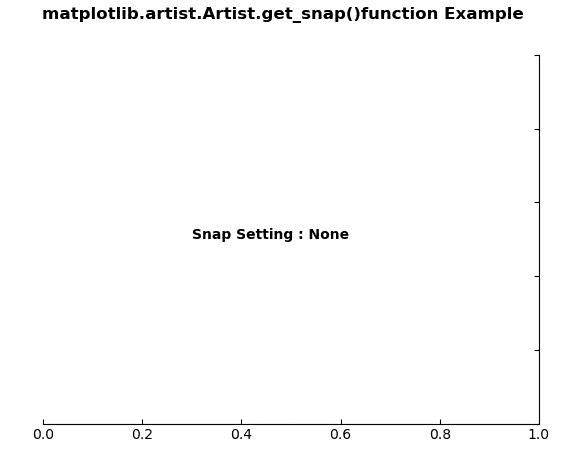 matplotlib.artist.Artist.get_snap()function Example
Snap Setting : None
0.0 0.2 0.4 0.6 0.8 1.0